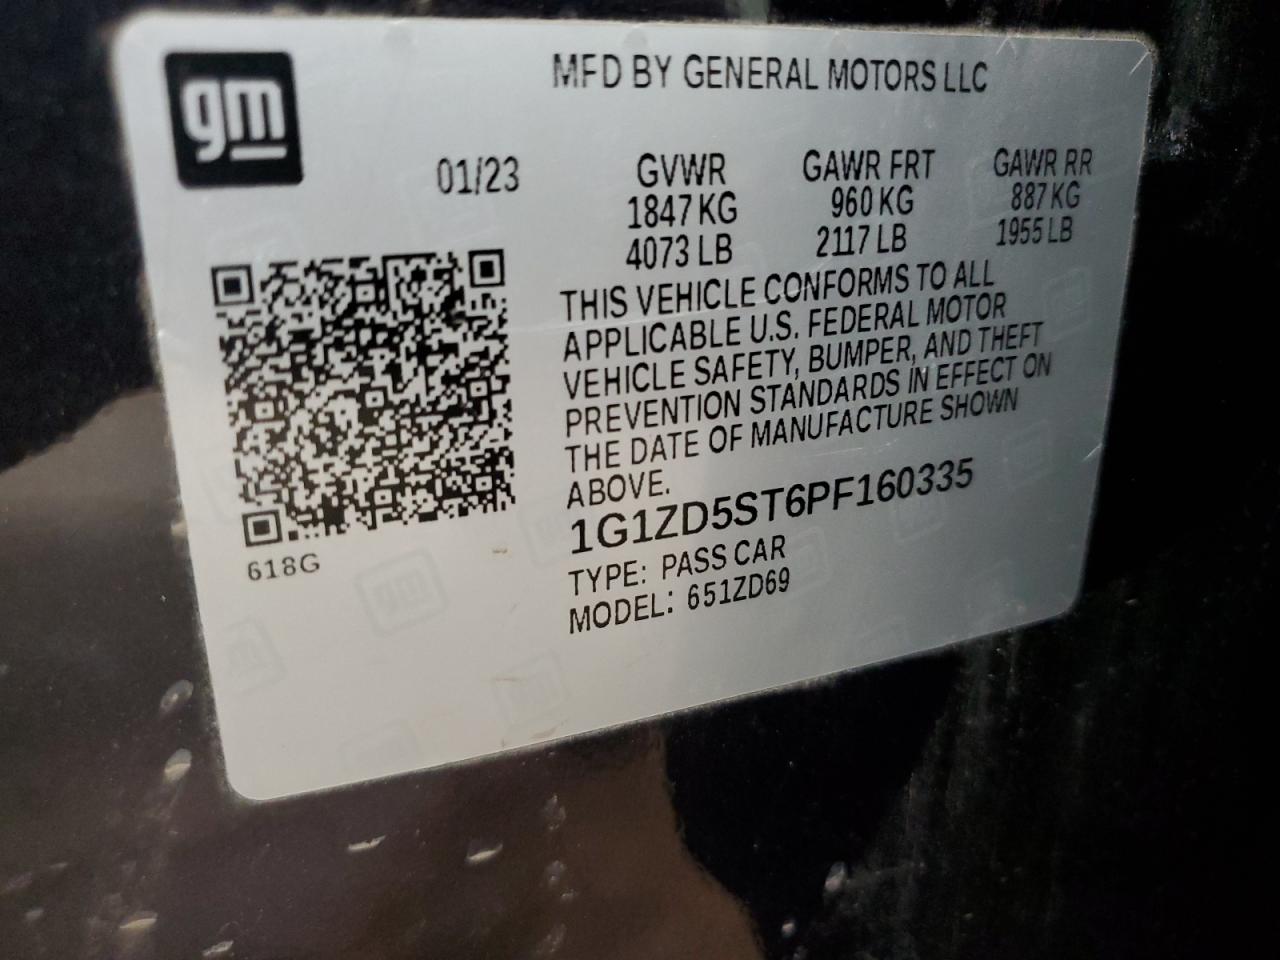 gm
MFD BY GENERAL MOTORS LLC
01/23
GVWR
1847 KG
4073 LB
GAWR FRT
960 KG
2117 LB
GAWR RR
887 KG
1955 LB
THIS VEHICLE CONFORMS TO ALL
APPLICABLE U.S. FEDERAL MOTOR
VEHICLE SAFETY, BUMPER, AND THEFT
PREVENTION STANDARDS IN EFFECT ON
THE DATE OF MANUFACTURE SHOWN
ABOVE.
1G1ZD5ST6PF160335
TYPE: PASS CAR
MODEL: 651ZD69
618G